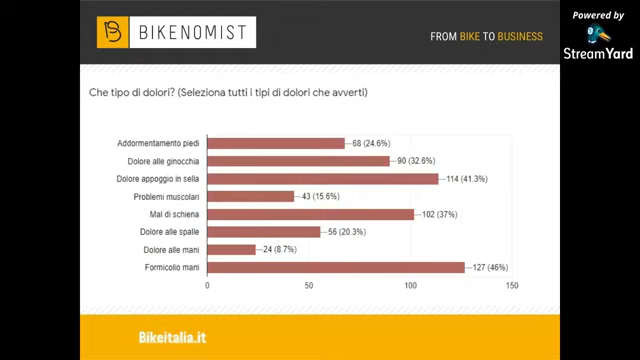 Powered by
StreamYard
BIKENOMIST
FROM BIKE TO BUSINESS
Che tipo di dolori? (Seleziona tutti i tipi di dolori che avverti)
Addormentamento piedi 68 (24.6%)
Dolore alle ginocchia 90 (32.6%)
Dolore appoggio in sella 114 (41.3%)
Problemi muscolari 43 (15.6%)
Mal di schiena 102 (37%)
Dolore alle spalle 56 (20.3%)
Dolore alle mani 24 (8.7%)
Formicolio mani 127 (46%)
0 50 100 150
Bikeitalia.it